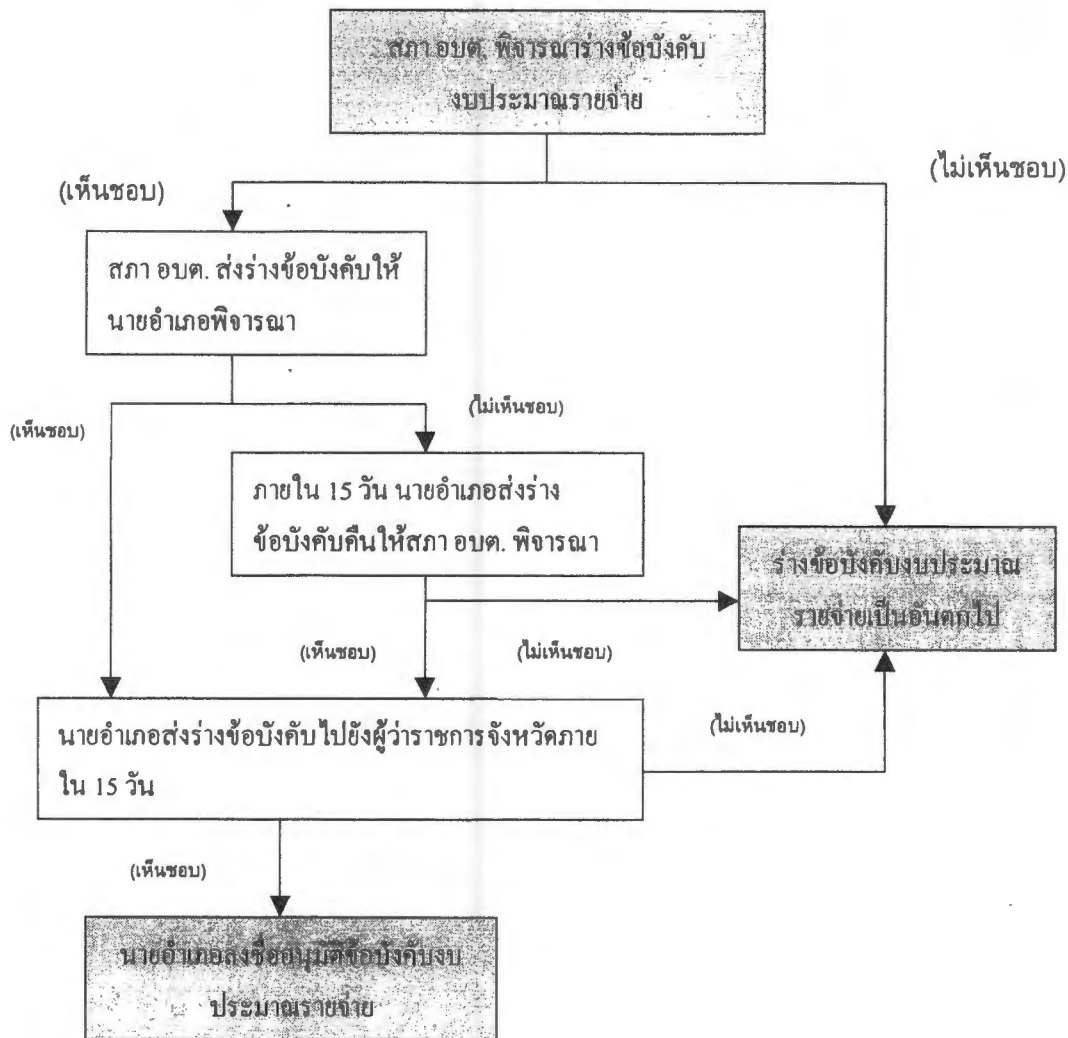 สภา อบต. พิจารณาร่างข้อบังคับ
งบประมาณรายจ่าย
(เห็นชอบ)
(ไม่เห็นชอบ)
สภา อบต. ส่งร่างข้อบังคับให้
นายอำเภอพิจารณา
(เห็นชอบ)
(ไม่เห็นชอบ)
ภายใน 15 วัน นายอำเภอส่งร่าง
ข้อบังคับคืนให้สภา อบต. พิจารณา
ร่างข้อบังคับงบประมาณ
รายจ่ายเป็นอันตกไป
(เห็นชอบ)
(ไม่เห็นชอบ)
นายอำเภอส่งร่างข้อบังคับไปยังผู้ว่าราชการจังหวัดภาย
ใน 15 วัน
(ไม่เห็นชอบ)
(เห็นชอบ)
นายอำเภอลงชื่ออนุมัติข้อบังคับงบ
ประมาณรายจ่าย